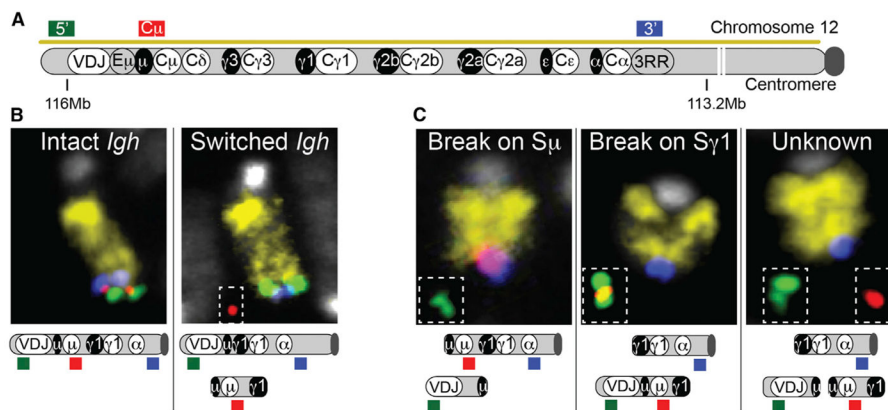 A
5' Cμ 3' Chromosome 12
VDJ Eμ μ Cμ Cδ γ3 Cγ3 γ1 Cγ1 γ2b Cγ2b γ2a Cγ2a ε Cε α Cα 3RR
116Mb 113.2Mb Centromere
B
Intact Igh
Switched Igh
VDJ μ μ γ1 γ1 α
VDJ μ γ1 γ1 α
μ μ γ1
C
Break on Sμ
Break on Sγ1
Unknown
μ μ γ1 γ1 α
VDJ μ
γ1 γ1 α
VDJ μ μ γ1
γ1 γ1 α
VDJ μ μ μ γ1